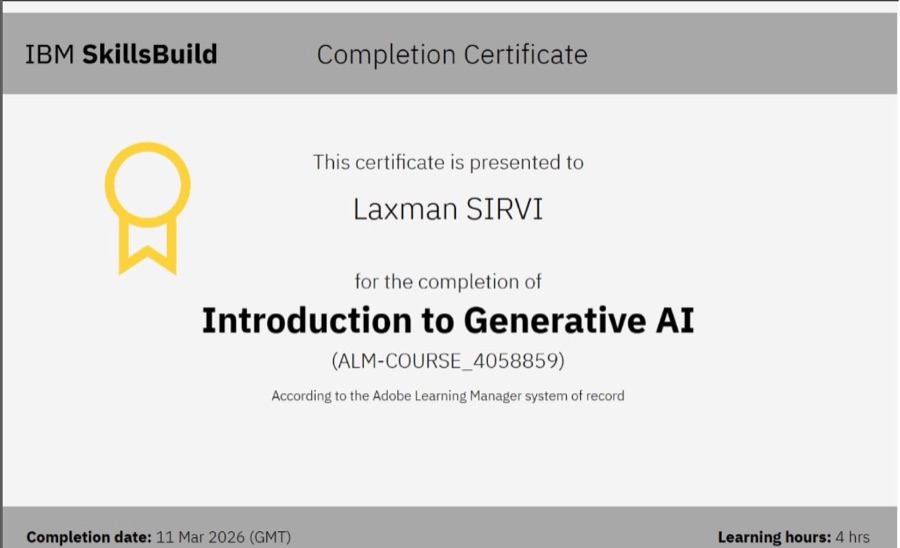 IBM SkillsBuild
Completion Certificate
This certificate is presented to
Laxman SIRVI
for the completion of
Introduction to Generative AI
(ALM-COURSE_4058859)
According to the Adobe Learning Manager system of record
Completion date: 11 Mar 2026 (GMT)
Learning hours: 4 hrs